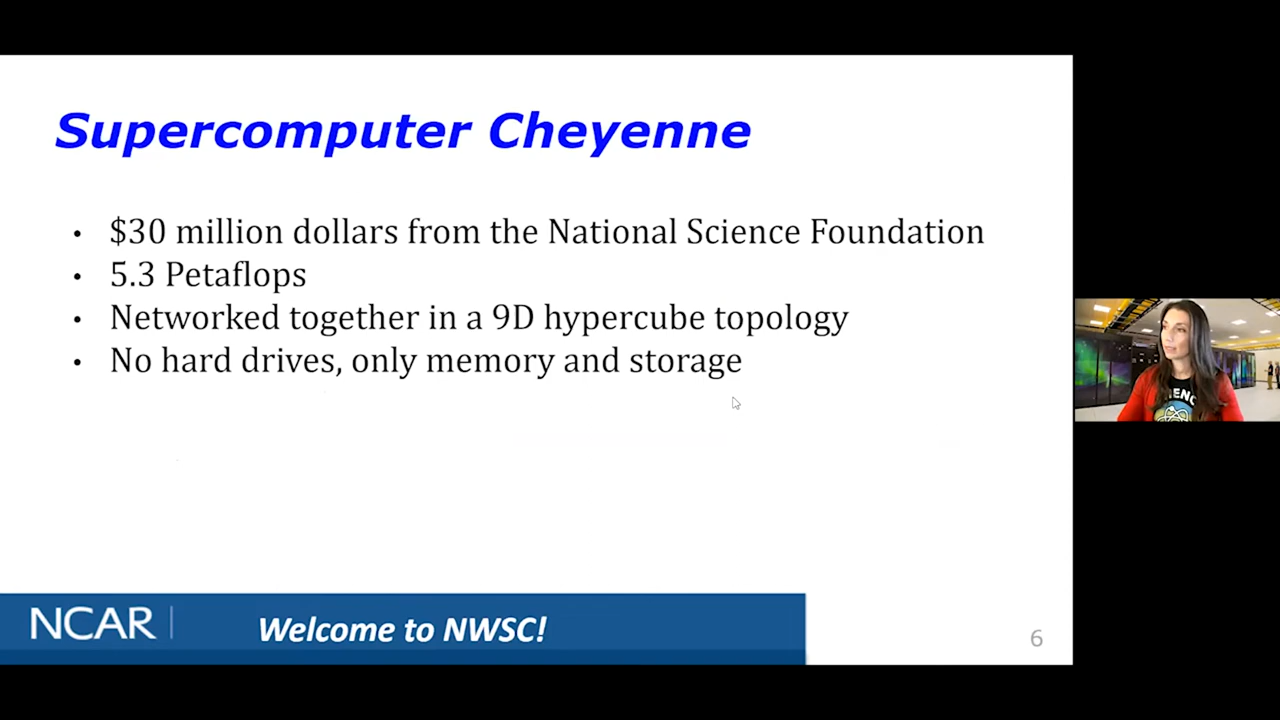 Supercomputer Cheyenne
• $30 million dollars from the National Science Foundation
• 5.3 Petaflops
• Networked together in a 9D hypercube topology
• No hard drives, only memory and storage
NCAR | Welcome to NWSC!
6